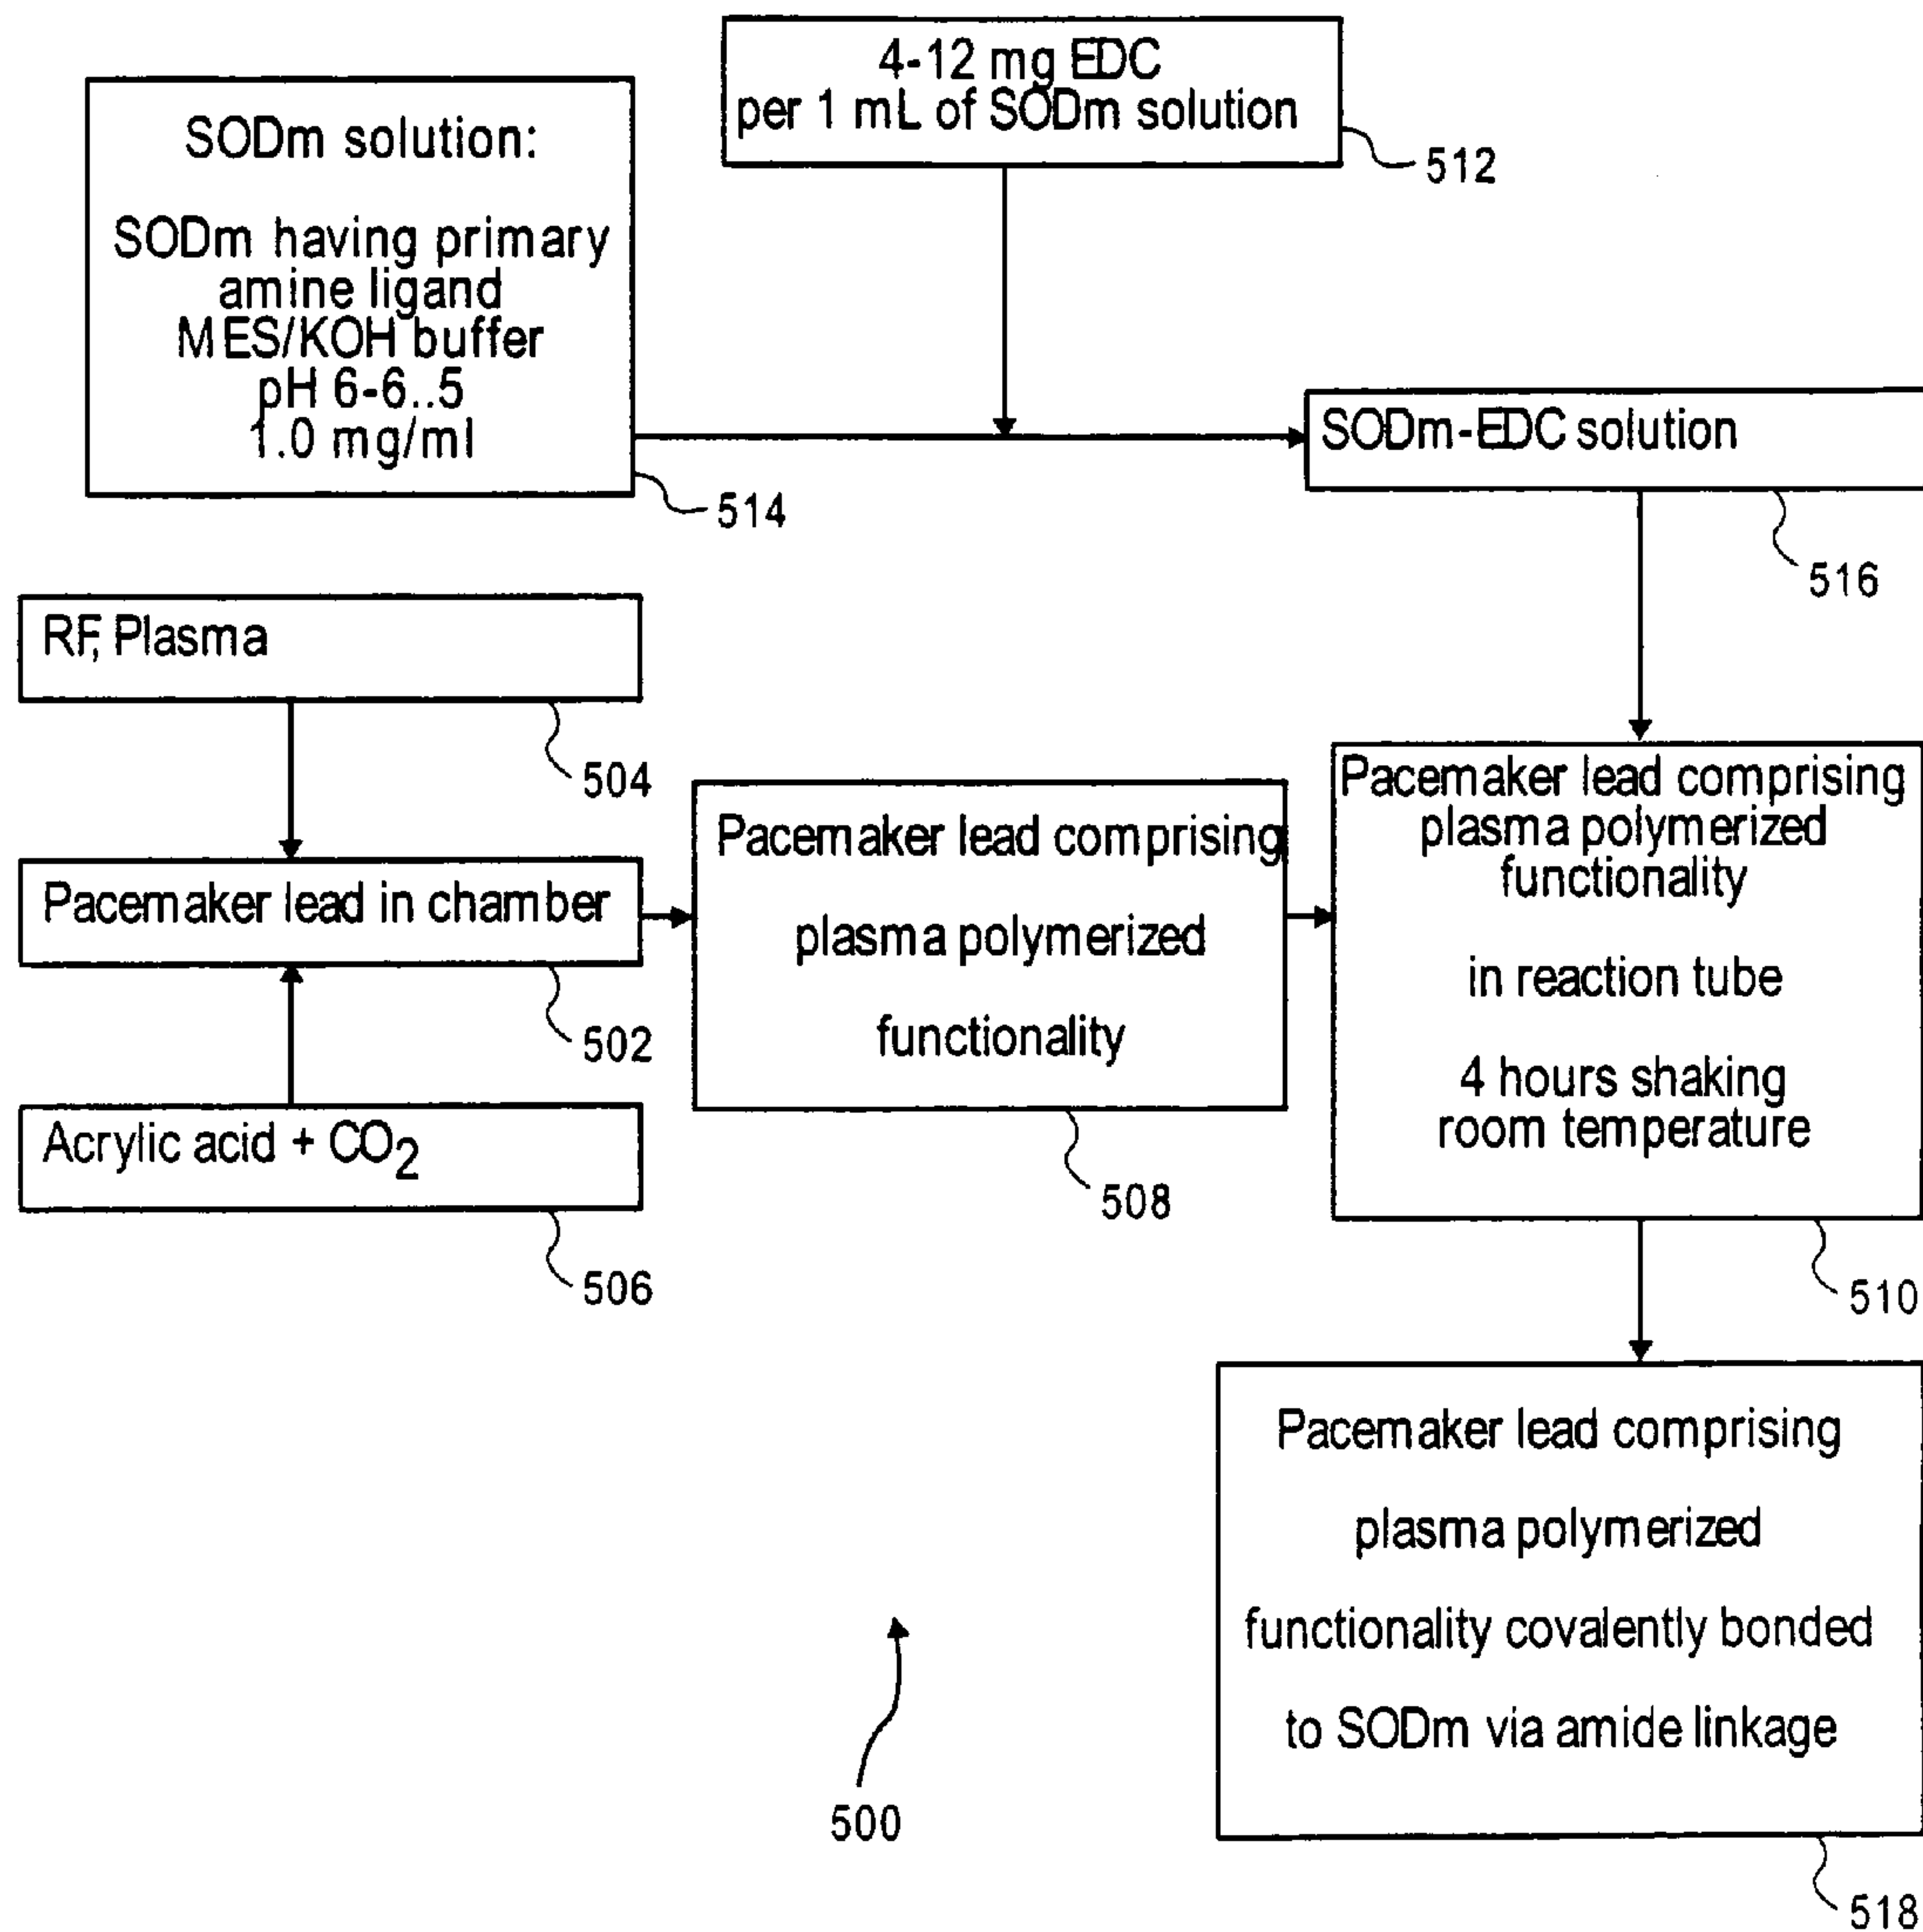 4-12 mg EDC
per 1 mL of SODm solution
512
SODm solution:
SODm having primary
amine ligand
MES/KOH buffer
pH 6-6..5
1.0 mg/ml
514
SODm-EDC solution
516
RF, Plasma
504
Pacemaker lead in chamber
502
Acrylic acid + CO2
506
Pacemaker lead comprising
plasma polymerized
functionality
508
Pacemaker lead comprising
plasma polymerized
functionality
in reaction tube
4 hours shaking
room temperature
510
Pacemaker lead comprising
plasma polymerized
functionality covalently bonded
to SODm via amide linkage
518
500